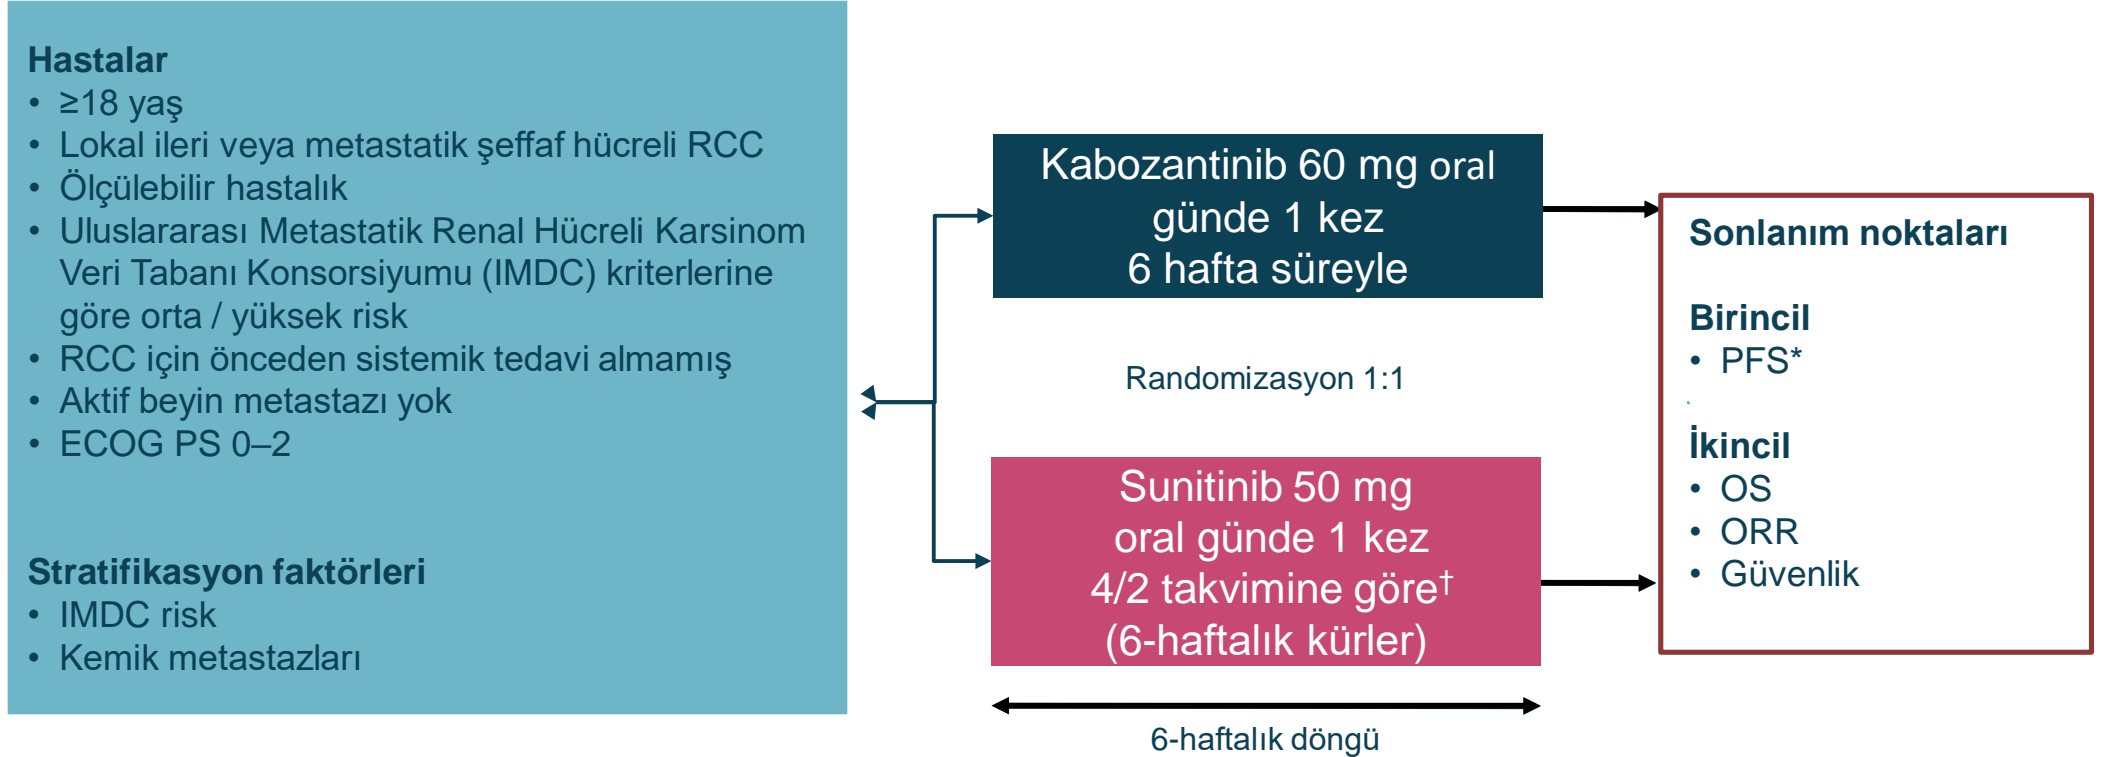 Hastalar
• ≥18 yaş
• Lokal ileri veya metastatik şeffaf hücreli RCC
• Ölçülebilir hastalık
• Uluslararası Metastatik Renal Hücreli Karsinom
Veri Tabanı Konsorsiyumu (IMDC) kriterlerine
göre orta / yüksek risk
• RCC için önceden sistemik tedavi almamış
• Aktif beyin metastazı yok
• ECOG PS 0–2
Stratifikasyon faktörleri
• IMDC risk
• Kemik metastazları
Kabozantinib 60 mg oral
günde 1 kez
6 hafta süreyle
Randomizasyon 1:1
Sunitinib 50 mg
oral günde 1 kez
4/2 takvimine göre†
(6-haftalık kürler)
6-haftalık döngü
Sonlanım noktaları
Birincil
• PFS*
İkincil
• OS
• ORR
• Güvenlik